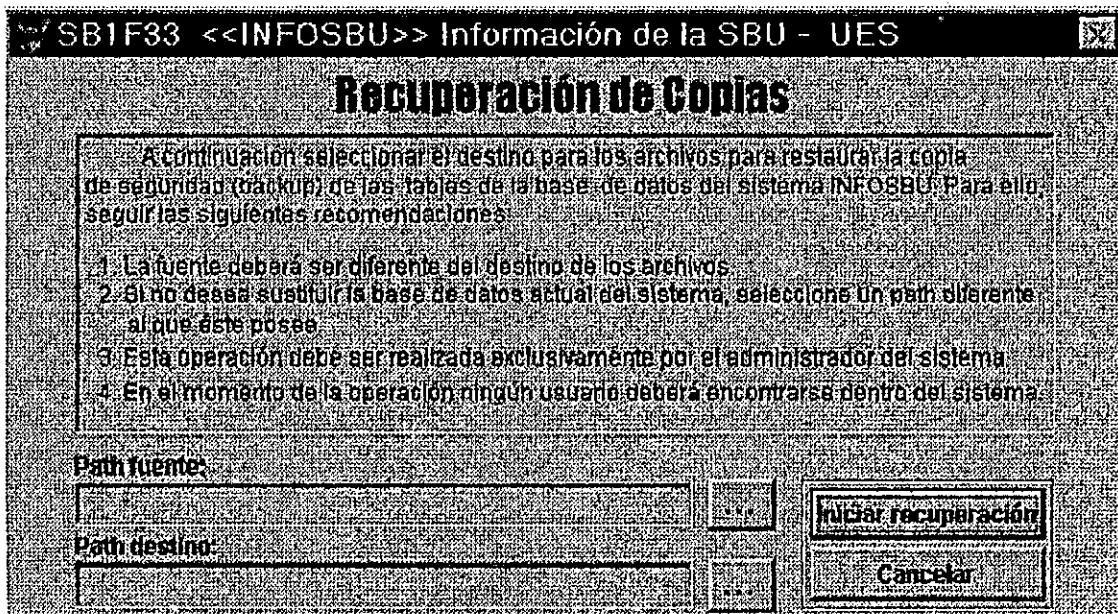 SB1F33 <<INFOSBU>> Información de la SBU - UES
Recuperación de Copias
A continuación seleccionar el destino para los archivos para restaurar la copia
de seguridad (backup) de las tablas de la base de datos del sistema INFOSBU. Para ello,
seguir las siguientes recomendaciones:
1. La fuente deberá ser diferente del destino de los archivos.
2. Si no desea sustituir la base de datos actual del sistema, seleccione un path diferente
al que éste posee.
3. Esta operación debe ser realizada exclusivamente por el administrador del sistema.
4. En el momento de la operación ningún usuario deberá encontrarse dentro del sistema.
Path fuente:
...
Iniciar recuperación
Path destino:
...
Cancelar